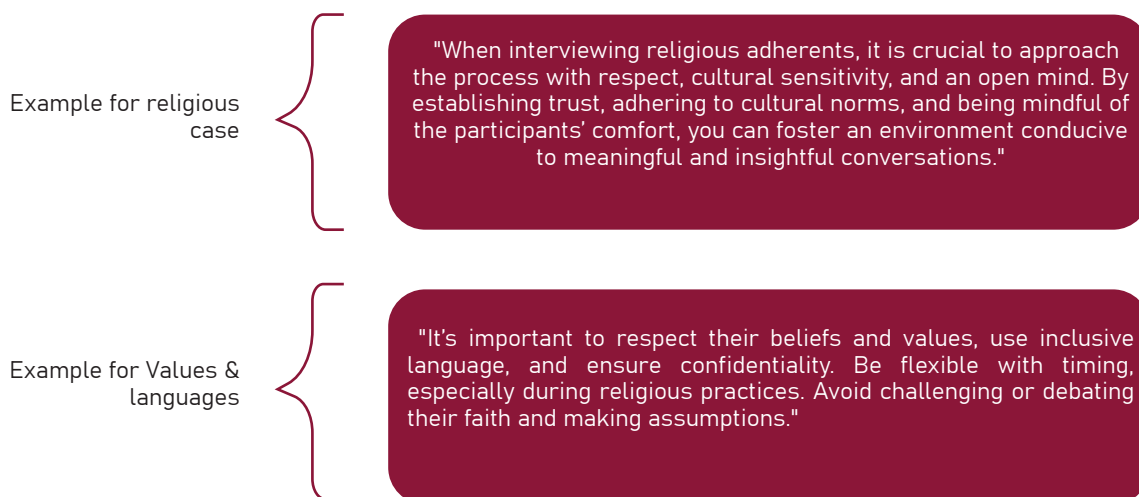 Example for religious
case
"When interviewing religious adherents, it is crucial to approach
the process with respect, cultural sensitivity, and an open mind. By
establishing trust, adhering to cultural norms, and being mindful of
the participants’ comfort, you can foster an environment conducive
to meaningful and insightful conversations."
Example for Values &
languages
"It’s important to respect their beliefs and values, use inclusive
language, and ensure confidentiality. Be flexible with timing,
especially during religious practices. Avoid challenging or debating
their faith and making assumptions."